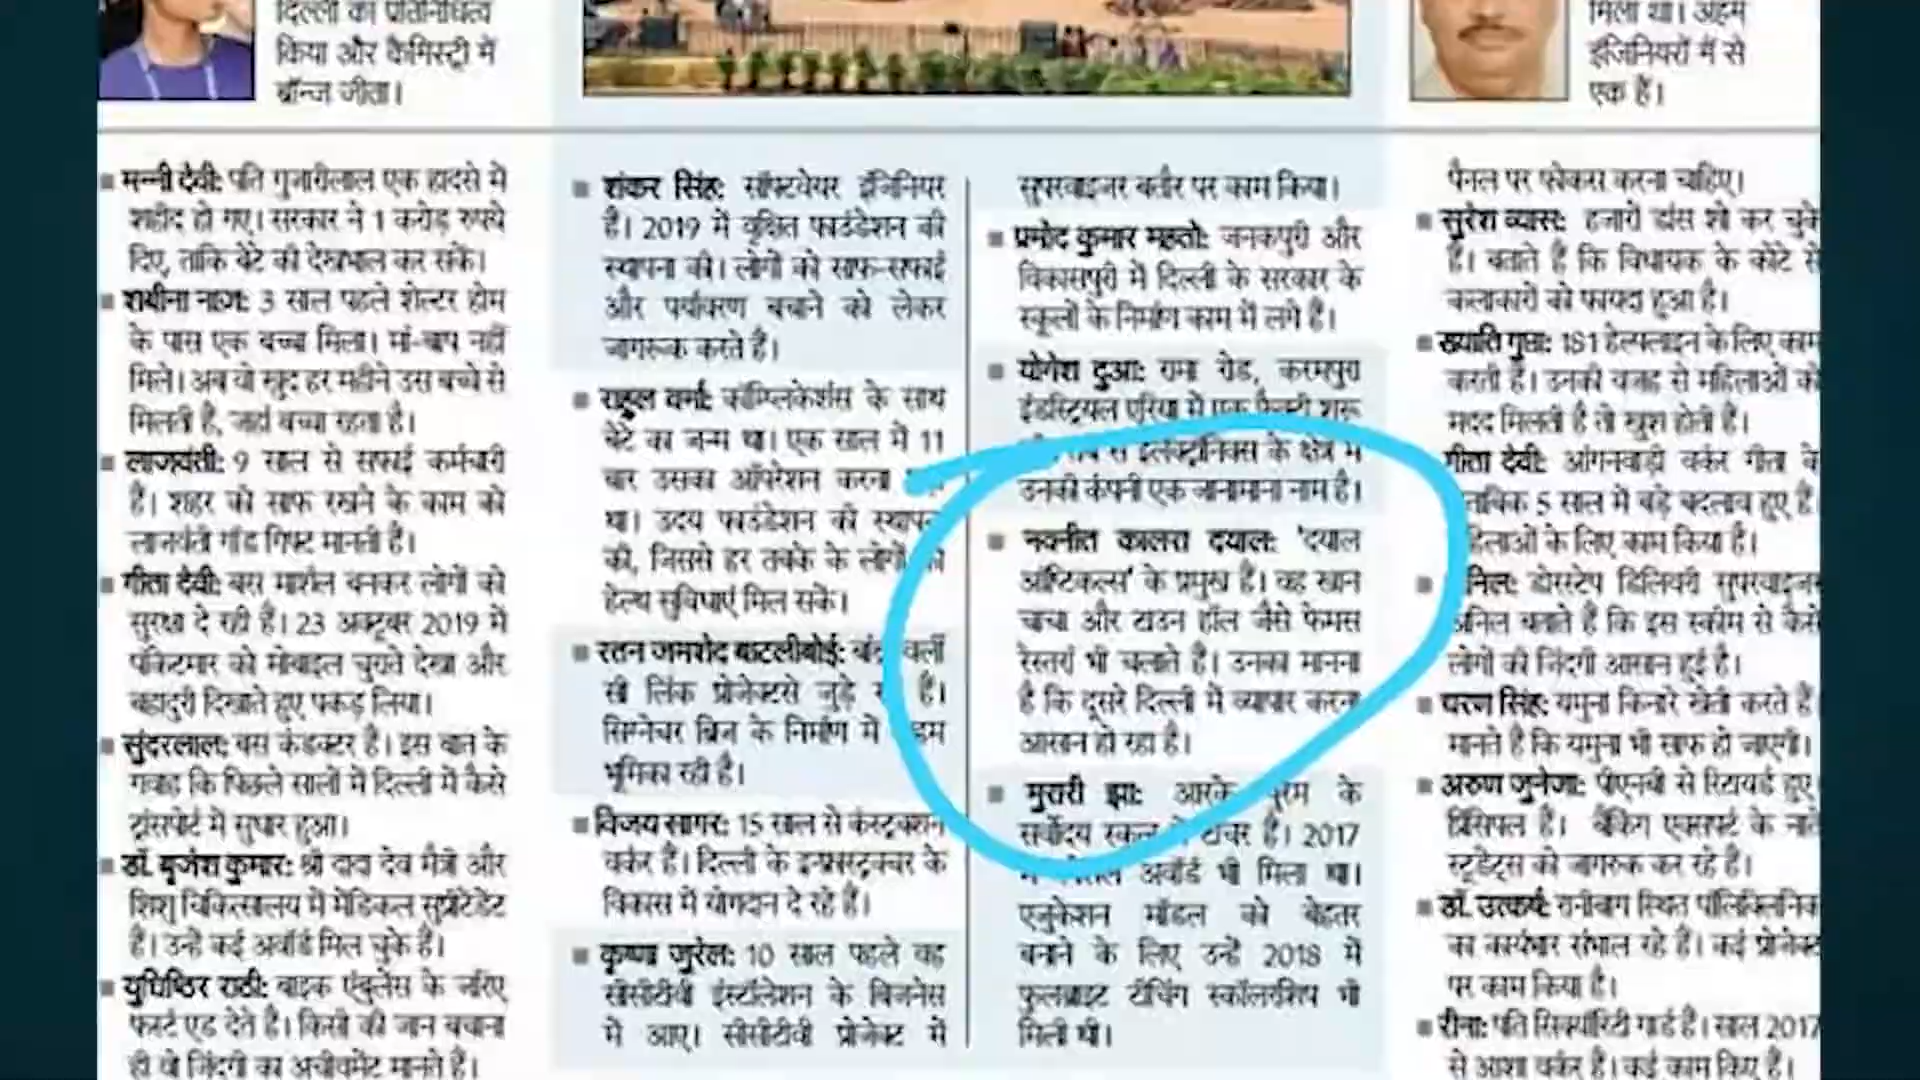 दिल्ली का प्रतिनिधित्व
किया और कैमिस्ट्री में
ब्रॉन्ज जीता।
मन्नी देवी: पति गुनारीलाल एक हादसे में
शहीद हो गए। सरकार ने 1 करोड़ रुपये
दिए, ताकि बेटे की देखभाल कर सकें।
शबीना नाज़: 3 साल पहले शेल्टर होम
के पास एक बच्चा मिला। मां-बाप नहीं
मिले। अब वो खुद हर महीने उस बच्चे से
मिलती हैं, जहां बच्चा रहता है।
लाजवंती: 9 साल से सफाई कर्मचारी
हैं। शहर को साफ रखने के काम को
लाजवंती गॉड गिफ्ट मानती हैं।
गीता देवी: बस मार्शल बनकर लोगों को
सुरक्षा दे रही हैं। 23 अक्टूबर 2019 में
पॉकेटमार को मोबाइल चुराते देखा और
बहादुरी दिखाते हुए पकड़ लिया।
सुंदरलाल: बस कंडक्टर हैं। इस बात के
गवाह कि पिछले सालों में दिल्ली में कैसे
ट्रांसपोर्ट में सुधार हुआ।
डॉ. बृजेश कुमार: श्री दादा देव मैत्री और
शिशु चिकित्सालय में मेडिकल सुप्रीटेंडेंट
हैं। उन्हें कई अवॉर्ड मिल चुके हैं।
युधिष्ठिर राठी: बाइक एंबुलेंस के जरिए
फर्स्ट एड देते हैं। किसी की जान बचाना
ही वो जिंदगी का अचीवमेंट मानते हैं।
शंकर सिंह: सॉफ्टवेयर इंजिनियर
हैं। 2019 में वृक्षित फाउंडेशन की
स्थापना की। लोगों को साफ-सफाई
और पर्यावरण बचाने को लेकर
जागरूक करते हैं।
राहुल वर्मा: कॉम्प्लिकेशंस के साथ
बेटे का जन्म था। एक साल में 11
बार उसका ऑपरेशन करना
था। उदय फाउंडेशन की स्थापना
की, जिससे हर तबके के लोगों को
हेल्थ सुविधाएं मिल सकें।
रतन जमशेद बाटलीबोई: बांद्रा वर्ली
सी लिंक प्रोजेक्ट से जुड़े हैं।
सिग्नेचर ब्रिज के निर्माण में अहम
भूमिका रही है।
विजय सागर: 15 साल से कंस्ट्रक्शन
वर्कर हैं। दिल्ली के इन्फ्रास्ट्रक्चर के
विकास में योगदान दे रहे हैं।
कृष्णा जुरेल: 10 साल पहले वह
सीसीटीवी इंस्टॉलेशन के बिजनेस
में आए। सीसीटीवी प्रोजेक्ट में
सुपरवाइजर बतौर पर काम किया।
प्रमोद कुमार महतो: जनकपुरी और
विकासपुरी में दिल्ली के सरकार के
स्कूलों के निर्माण काम में लगे हैं।
योगेश दुआ: रामा रोड, करमपुरा
इंडस्ट्रियल एरिया में एक फैक्ट्री शुरू
से इलेक्ट्रॉनिक्स के क्षेत्र में
उनकी कंपनी एक जानामाना नाम है।
नवनीत कालरा दयाल: 'दयाल
ऑप्टिकल्स' के प्रमुख हैं। वह खान
चाचा और टाउन हॉल जैसे फेमस
रेस्तरां भी चलाते हैं। उनका मानना
है कि दूसरे दिल्ली में व्यापार करना
आसान हो रहा है।
मुरारी झा: आरके पुरम के
सर्वोदय स्कूल में टीचर हैं। 2017
में अवॉर्ड भी मिला था।
एजुकेशन मॉडल को बेहतर
बनाने के लिए उन्हें 2018 में
फुलब्राइट टीचिंग स्कॉलरशिप भी
मिली थी।
मिला था। अहम
इंजिनियरों में से
एक हैं।
पैनल पर फोकस करना चाहिए।
सुरेश व्यास: हजारों डांस शो कर चुके
हैं। बताते हैं कि विधायक के कोटे से
कलाकारों को फायदा हुआ है।
ख्याति गुप्ता: 181 हेल्पलाइन के लिए काम
करती हैं। उनकी वजह से महिलाओं को
मदद मिलती है तो खुश होती हैं।
गीता देवी: आंगनवाड़ी वर्कर गीता के
मुताबिक 5 साल में बड़े बदलाव हुए हैं
महिलाओं के लिए काम किया है।
अनिल: डोरस्टेप डिलिवरी सुपरवाइजर
अनिल बताते हैं कि इस स्कीम से कैसे
लोगों की जिंदगी आसान हुई है।
चरण सिंह: यमुना किनारे खेती करते हैं
मानते हैं कि यमुना भी साफ हो जाएगी।
अरुण जुनेजा: पीएनबी से रिटायर्ड हुए
प्रिंसिपल हैं। बैंकिंग एक्सपर्ट के नाते
स्टूडेंट्स को जागरुक कर रहे हैं।
डॉ. उत्कर्ष: रानीबाग स्थित पॉलिक्लिनिक
का कार्यभार संभाल रहे हैं। कई प्रोजेक्ट
पर काम किया है।
रीना: पति सिक्यॉरिटी गार्ड हैं। साल 2017
से आशा वर्कर हैं। कई काम किए हैं।